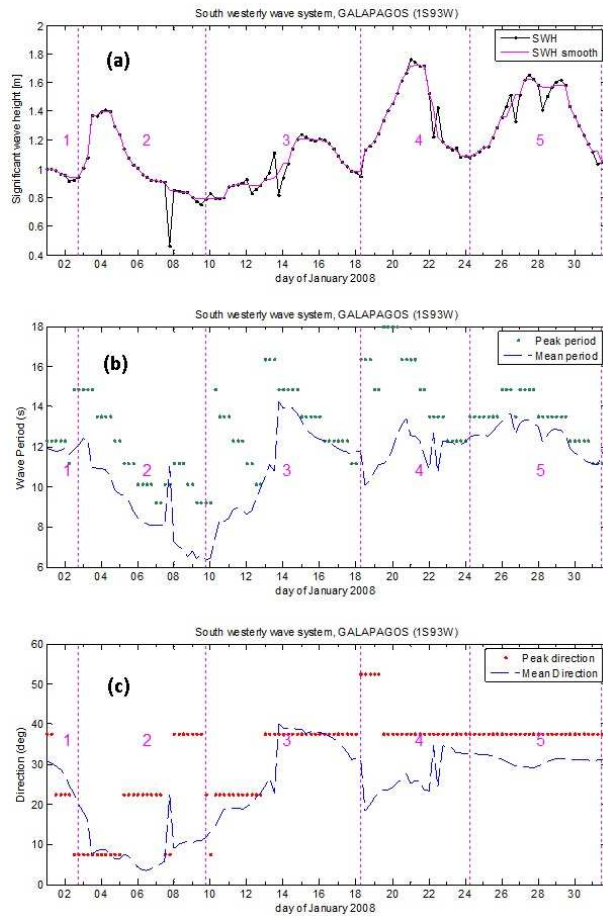 South westerly wave system, GALAPAGOS (1S93W)
2
1.8
1.6
1.4
1.2
1
0.8
0.6
0.4
Significant wave height [m]
(a)
SWH
SWH smooth
1 2 3 4 5
02 04 06 08 10 12 14 16 18 20 22 24 26 28 30
day of January 2008
South westerly wave system, GALAPAGOS (1S93W)
18
16
14
12
10
8
6
Wave Period (s)
(b)
Peak period
Mean period
1 2 3 4 5
02 04 06 08 10 12 14 16 18 20 22 24 26 28 30
day of January 2008
South westerly wave system, GALAPAGOS (1S93W)
60
50
40
30
20
10
0
Direction (deg)
(c)
Peak direction
Mean Direction
1 2 3 4 5
02 04 06 08 10 12 14 16 18 20 22 24 26 28 30
day of January 2008